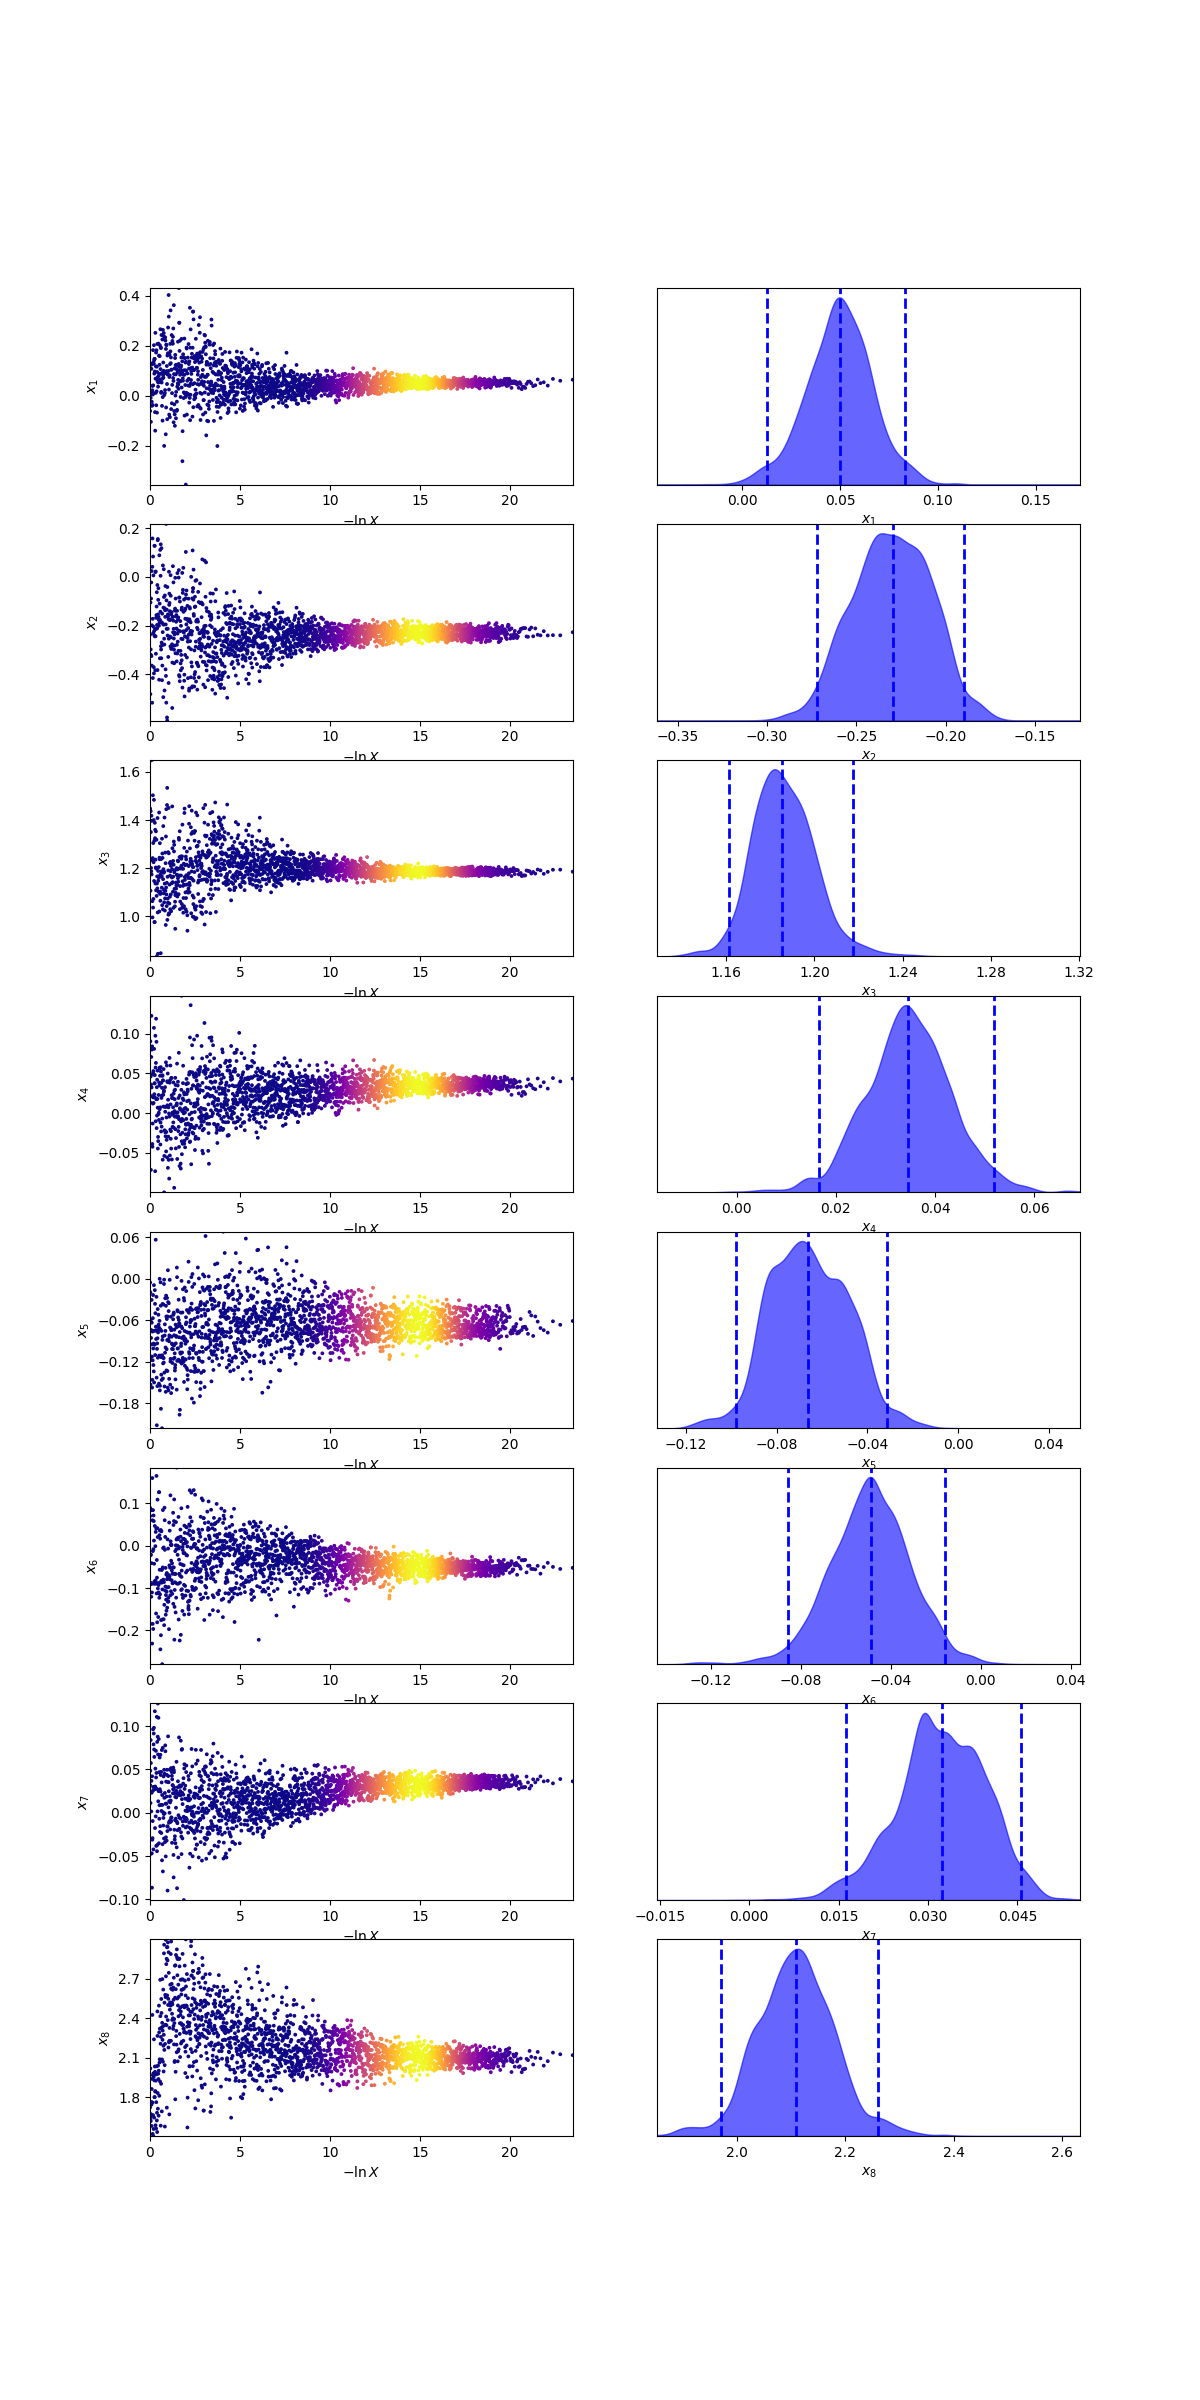 0.4
0.2
0.0
−0.2
x₁
0 5 10 15 20
−ln X
0.00 0.05 0.10 0.15
x₁
0.2
0.0
−0.2
−0.4
x₂
0 5 10 15 20
−ln X
−0.35 −0.30 −0.25 −0.20 −0.15
x₂
1.6
1.4
1.2
1.0
x₃
0 5 10 15 20
−ln X
1.16 1.20 1.24 1.28 1.32
x₃
0.10
0.05
0.00
−0.05
x₄
0 5 10 15 20
−ln X
0.00 0.02 0.04 0.06
x₄
0.06
0.00
−0.06
−0.12
−0.18
x₅
0 5 10 15 20
−ln X
−0.12 −0.08 −0.04 0.00 0.04
x₅
0.1
0.0
−0.1
−0.2
x₆
0 5 10 15 20
−ln X
−0.12 −0.08 −0.04 0.00 0.04
x₆
0.10
0.05
0.00
−0.05
−0.10
x₇
0 5 10 15 20
−ln X
−0.015 0.000 0.015 0.030 0.045
x₇
2.7
2.4
2.1
1.8
x₈
0 5 10 15 20
−ln X
2.0 2.2 2.4 2.6
x₈